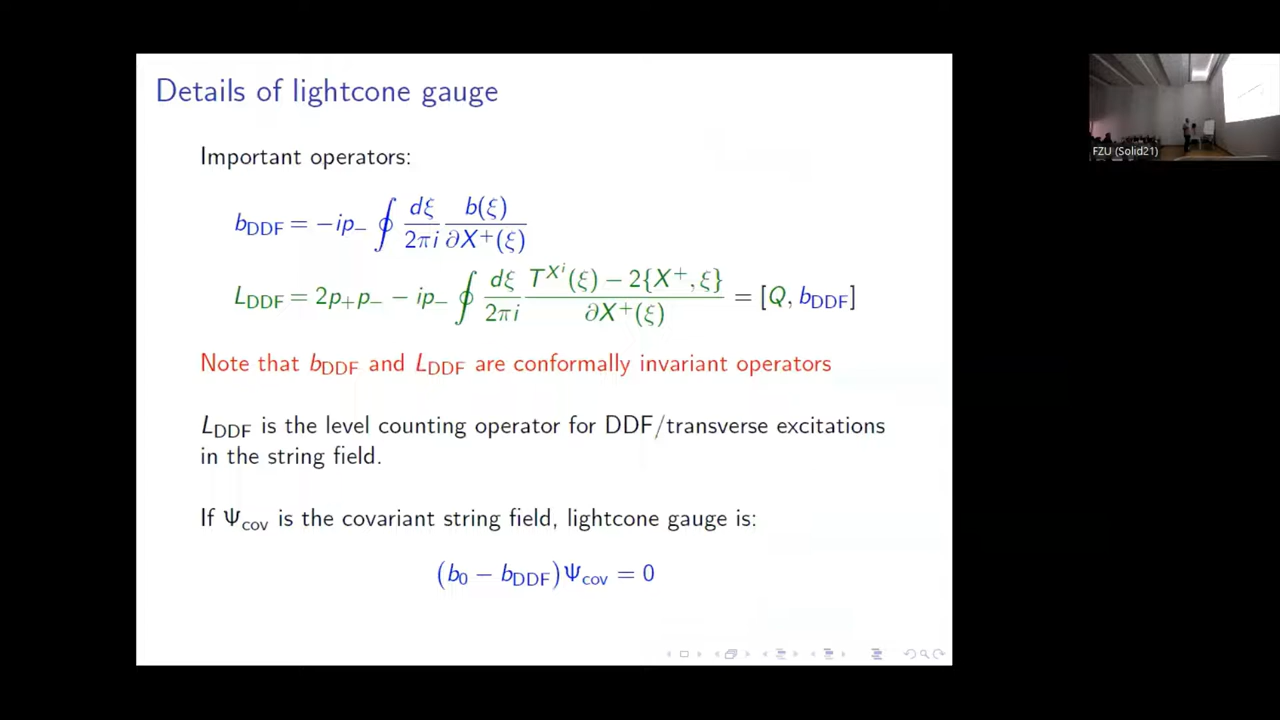 Details of lightcone gauge
Important operators:
b_DDF = −ip_− ∮ dξ/2πi b(ξ)/∂X⁺(ξ)
L_DDF = 2p_+p_− − ip_− ∮ dξ/2πi (T^{X^i}(ξ) − 2{X⁺, ξ})/∂X⁺(ξ) = [Q, b_DDF]
Note that b_DDF and L_DDF are conformally invariant operators
L_DDF is the level counting operator for DDF/transverse excitations
in the string field.
If Ψ_cov is the covariant string field, lightcone gauge is:
(b_0 − b_DDF)Ψ_cov = 0
FZU (Solid21)